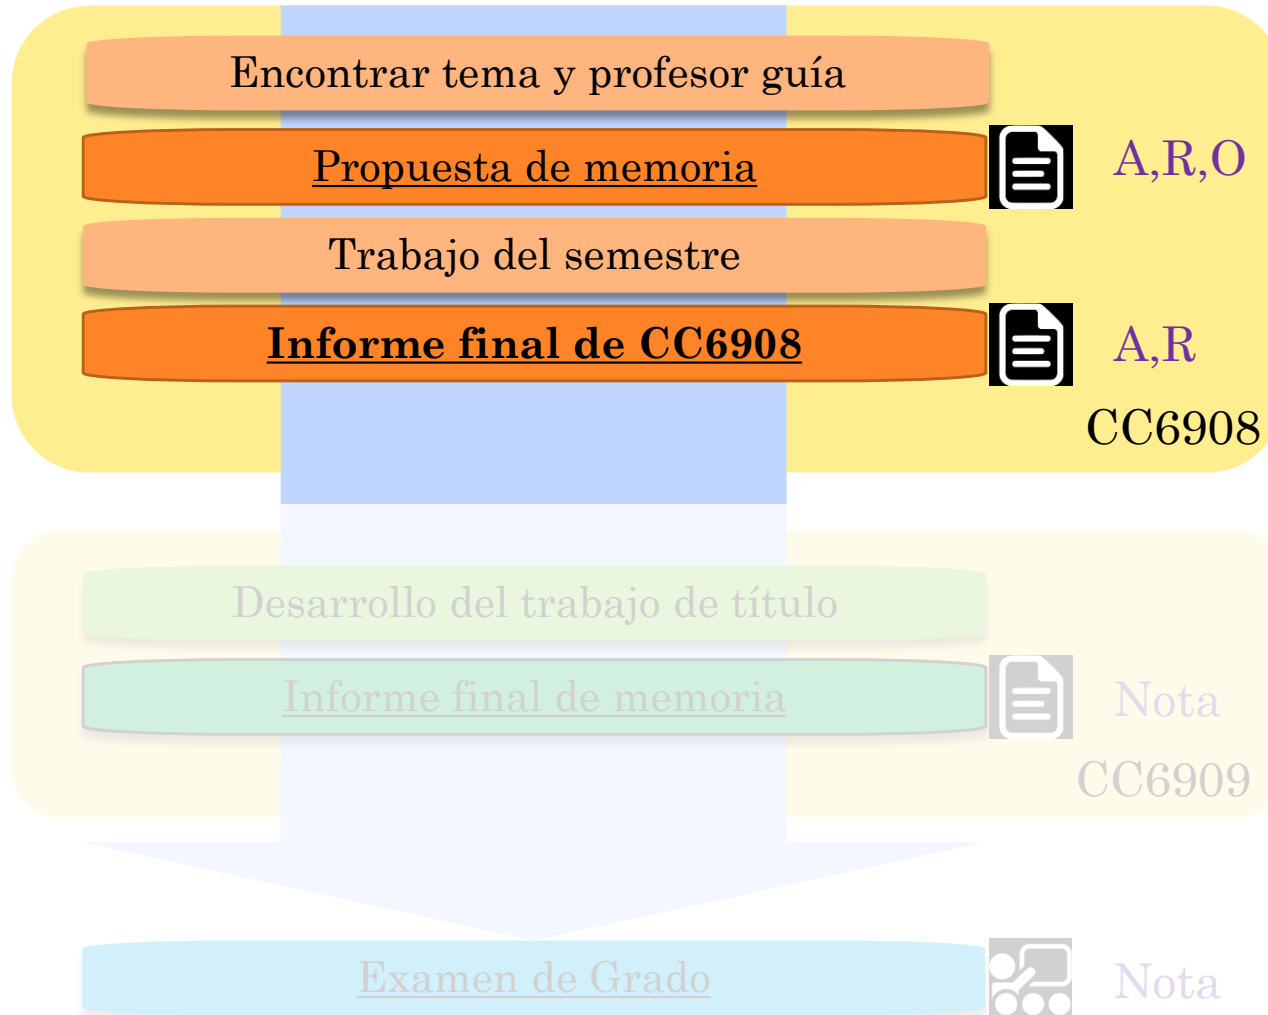 Encontrar tema y profesor guía
Propuesta de memoria
A,R,O
Trabajo del semestre
Informe final de CC6908
A,R
CC6908
Desarrollo del trabajo de título
Informe final de memoria
Nota
CC6909
Examen de Grado
Nota